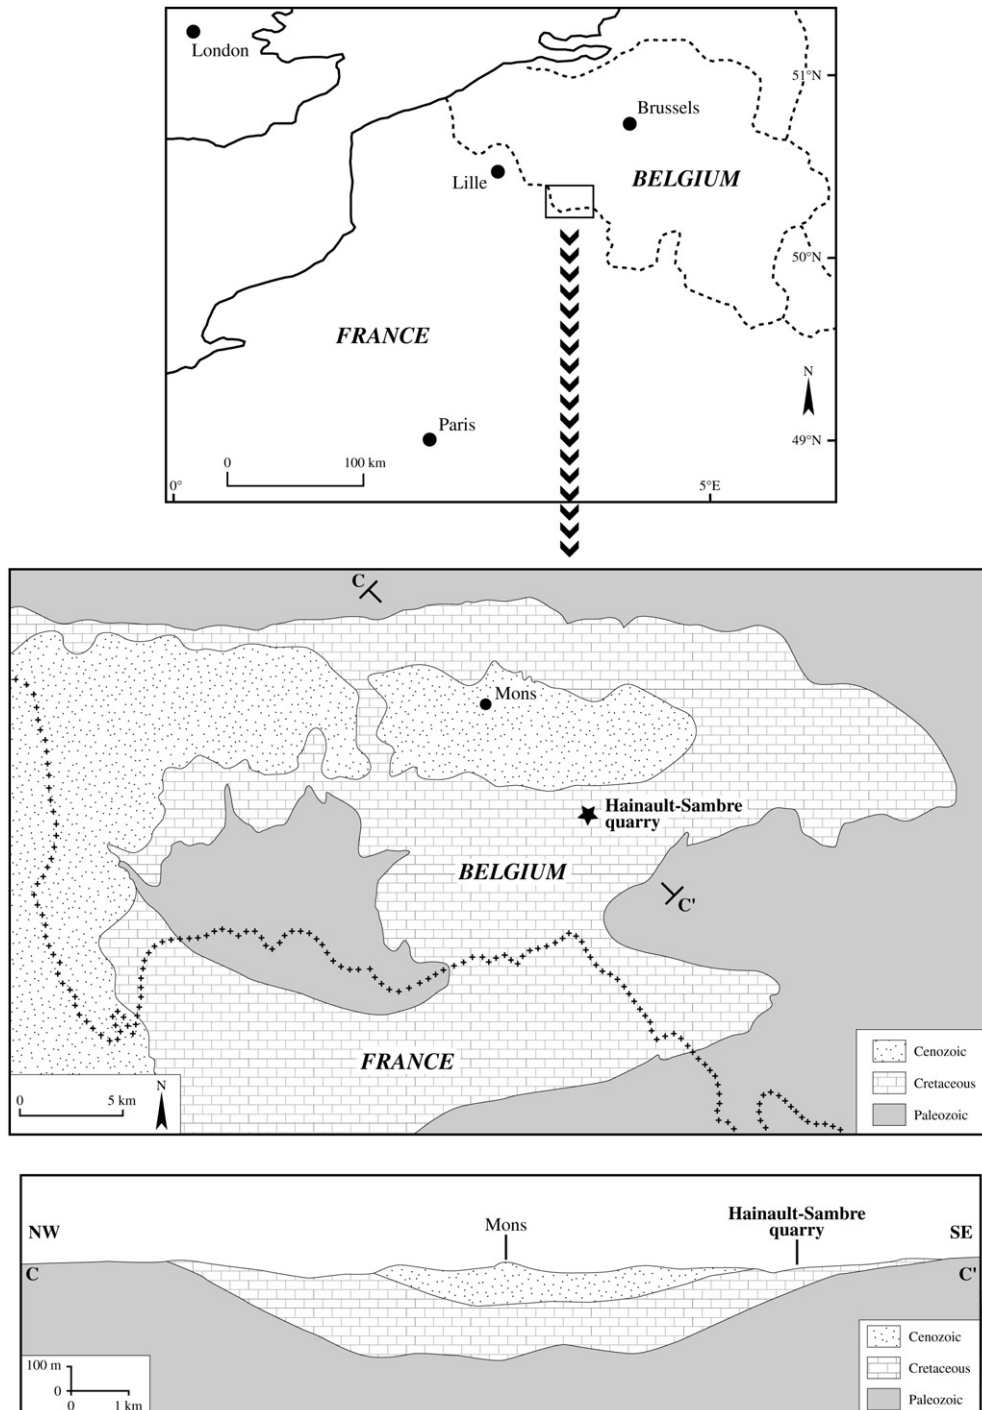 London
51°N
Brussels
Lille
BELGIUM
50°N
FRANCE
N
Paris
49°N
0
100 km
0°
5°E
C
Mons
Hainault-Sambre
quarry
BELGIUM
C'
FRANCE
Cenozoic
Cretaceous
Paleozoic
N
0
5 km
NW
Mons
Hainault-Sambre
quarry
SE
C
C'
Cenozoic
Cretaceous
Paleozoic
100 m
0
0
1 km